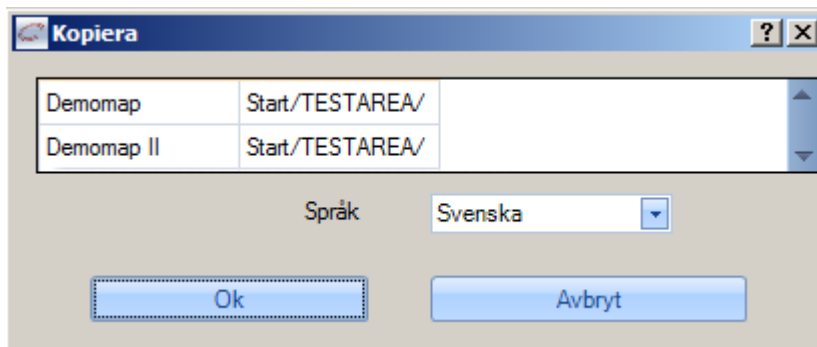 Kopiera
Demomap Start/TESTAREA/
Demomap II Start/TESTAREA/
Språk Svenska
Ok Avbryt